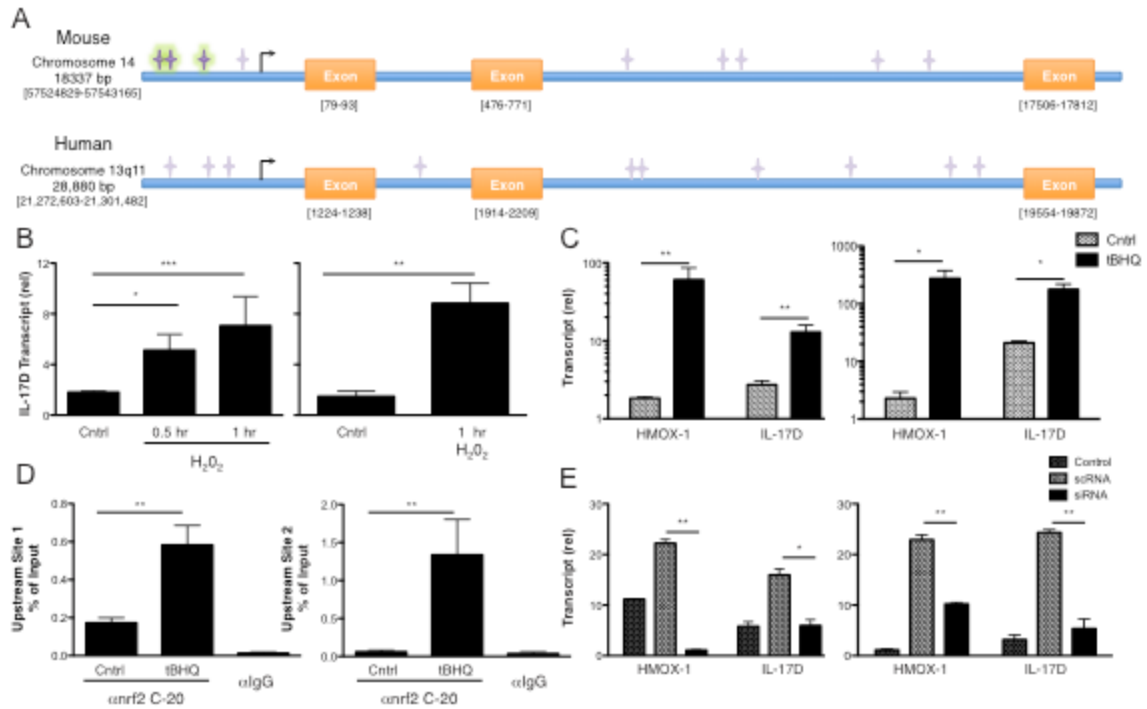 A
Mouse
Chromosome 14
18337 bp
[57524829-57543165]
Exon Exon Exon
[79-93] [476-771] [17506-17812]
Human
Chromosome 13q11
28,880 bp
[21,272,603-21,301,482]
Exon Exon Exon
[1224-1238] [1914-2209] [19554-19872]
B
IL-17D Transcript (rel)
12
8
4
0
***
*
**
Cntrl 0.5 hr 1 hr
H₂0₂
Cntrl 1 hr
H₂0₂
C
Cntrl
tBHQ
Transcript (rel)
100
10
1
**
**
HMOX-1 IL-17D
1000
100
10
1
*
*
HMOX-1 IL-17D
D
Upstream Site 1
% of Input
0.8
0.6
0.4
0.2
0.0
**
Cntrl tBHQ αIgG
αnrf2 C-20
Upstream Site 2
% of Input
2.0
1.5
1.0
0.5
0.0
**
Cntrl tBHQ αIgG
αnrf2 C-20
E
Control
scRNA
siRNA
Transcript (rel)
30
20
10
0
**
*
HMOX-1 IL-17D
30
20
10
0
**
**
HMOX-1 IL-17D